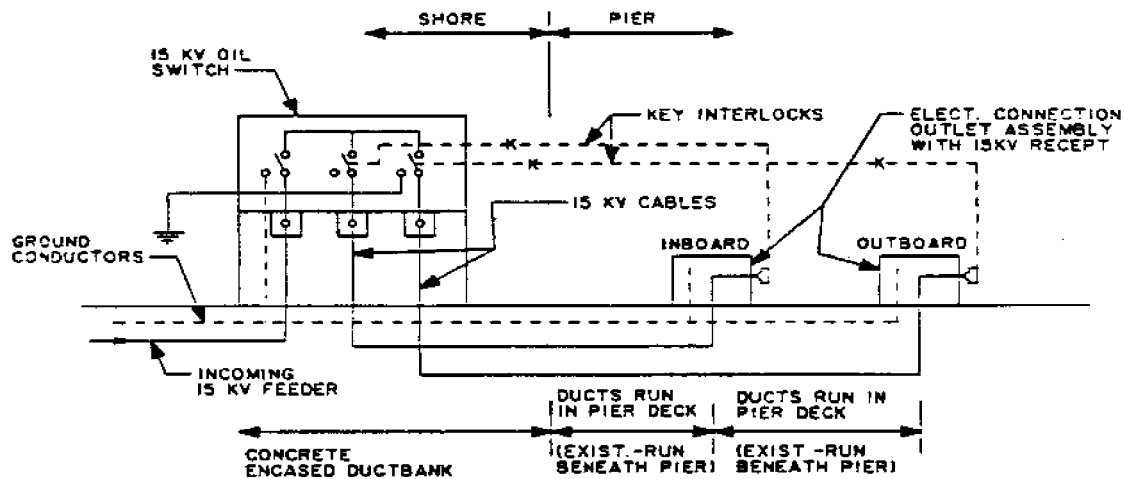 SHORE
PIER
15 KV OIL
SWITCH
KEY INTERLOCKS
ELECT. CONNECTION
OUTLET ASSEMBLY
WITH 15KV RECEPT
15 KV CABLES
GROUND
CONDUCTORS
INBOARD
OUTBOARD
INCOMING
15 KV FEEDER
DUCTS RUN
IN PIER DECK
DUCTS RUN IN
PIER DECK
CONCRETE
ENCASED DUCTBANK
(EXIST.-RUN
BENEATH PIER)
(EXIST.-RUN
BENEATH PIER)